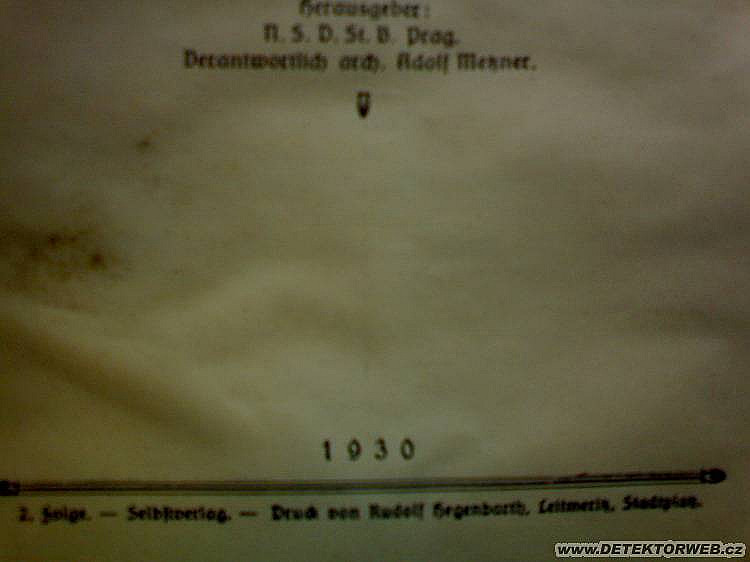 Herausgeber:
N. S. D. St. B. Prag.
Verantwortlich arch. Adolf Metzner.
1930
2. Folge. — Selbstverlag. — Druck von Rudolf Hegenbarth, Leitmeritz, Stadtplatz.
www.DETEKTORWEB.cz